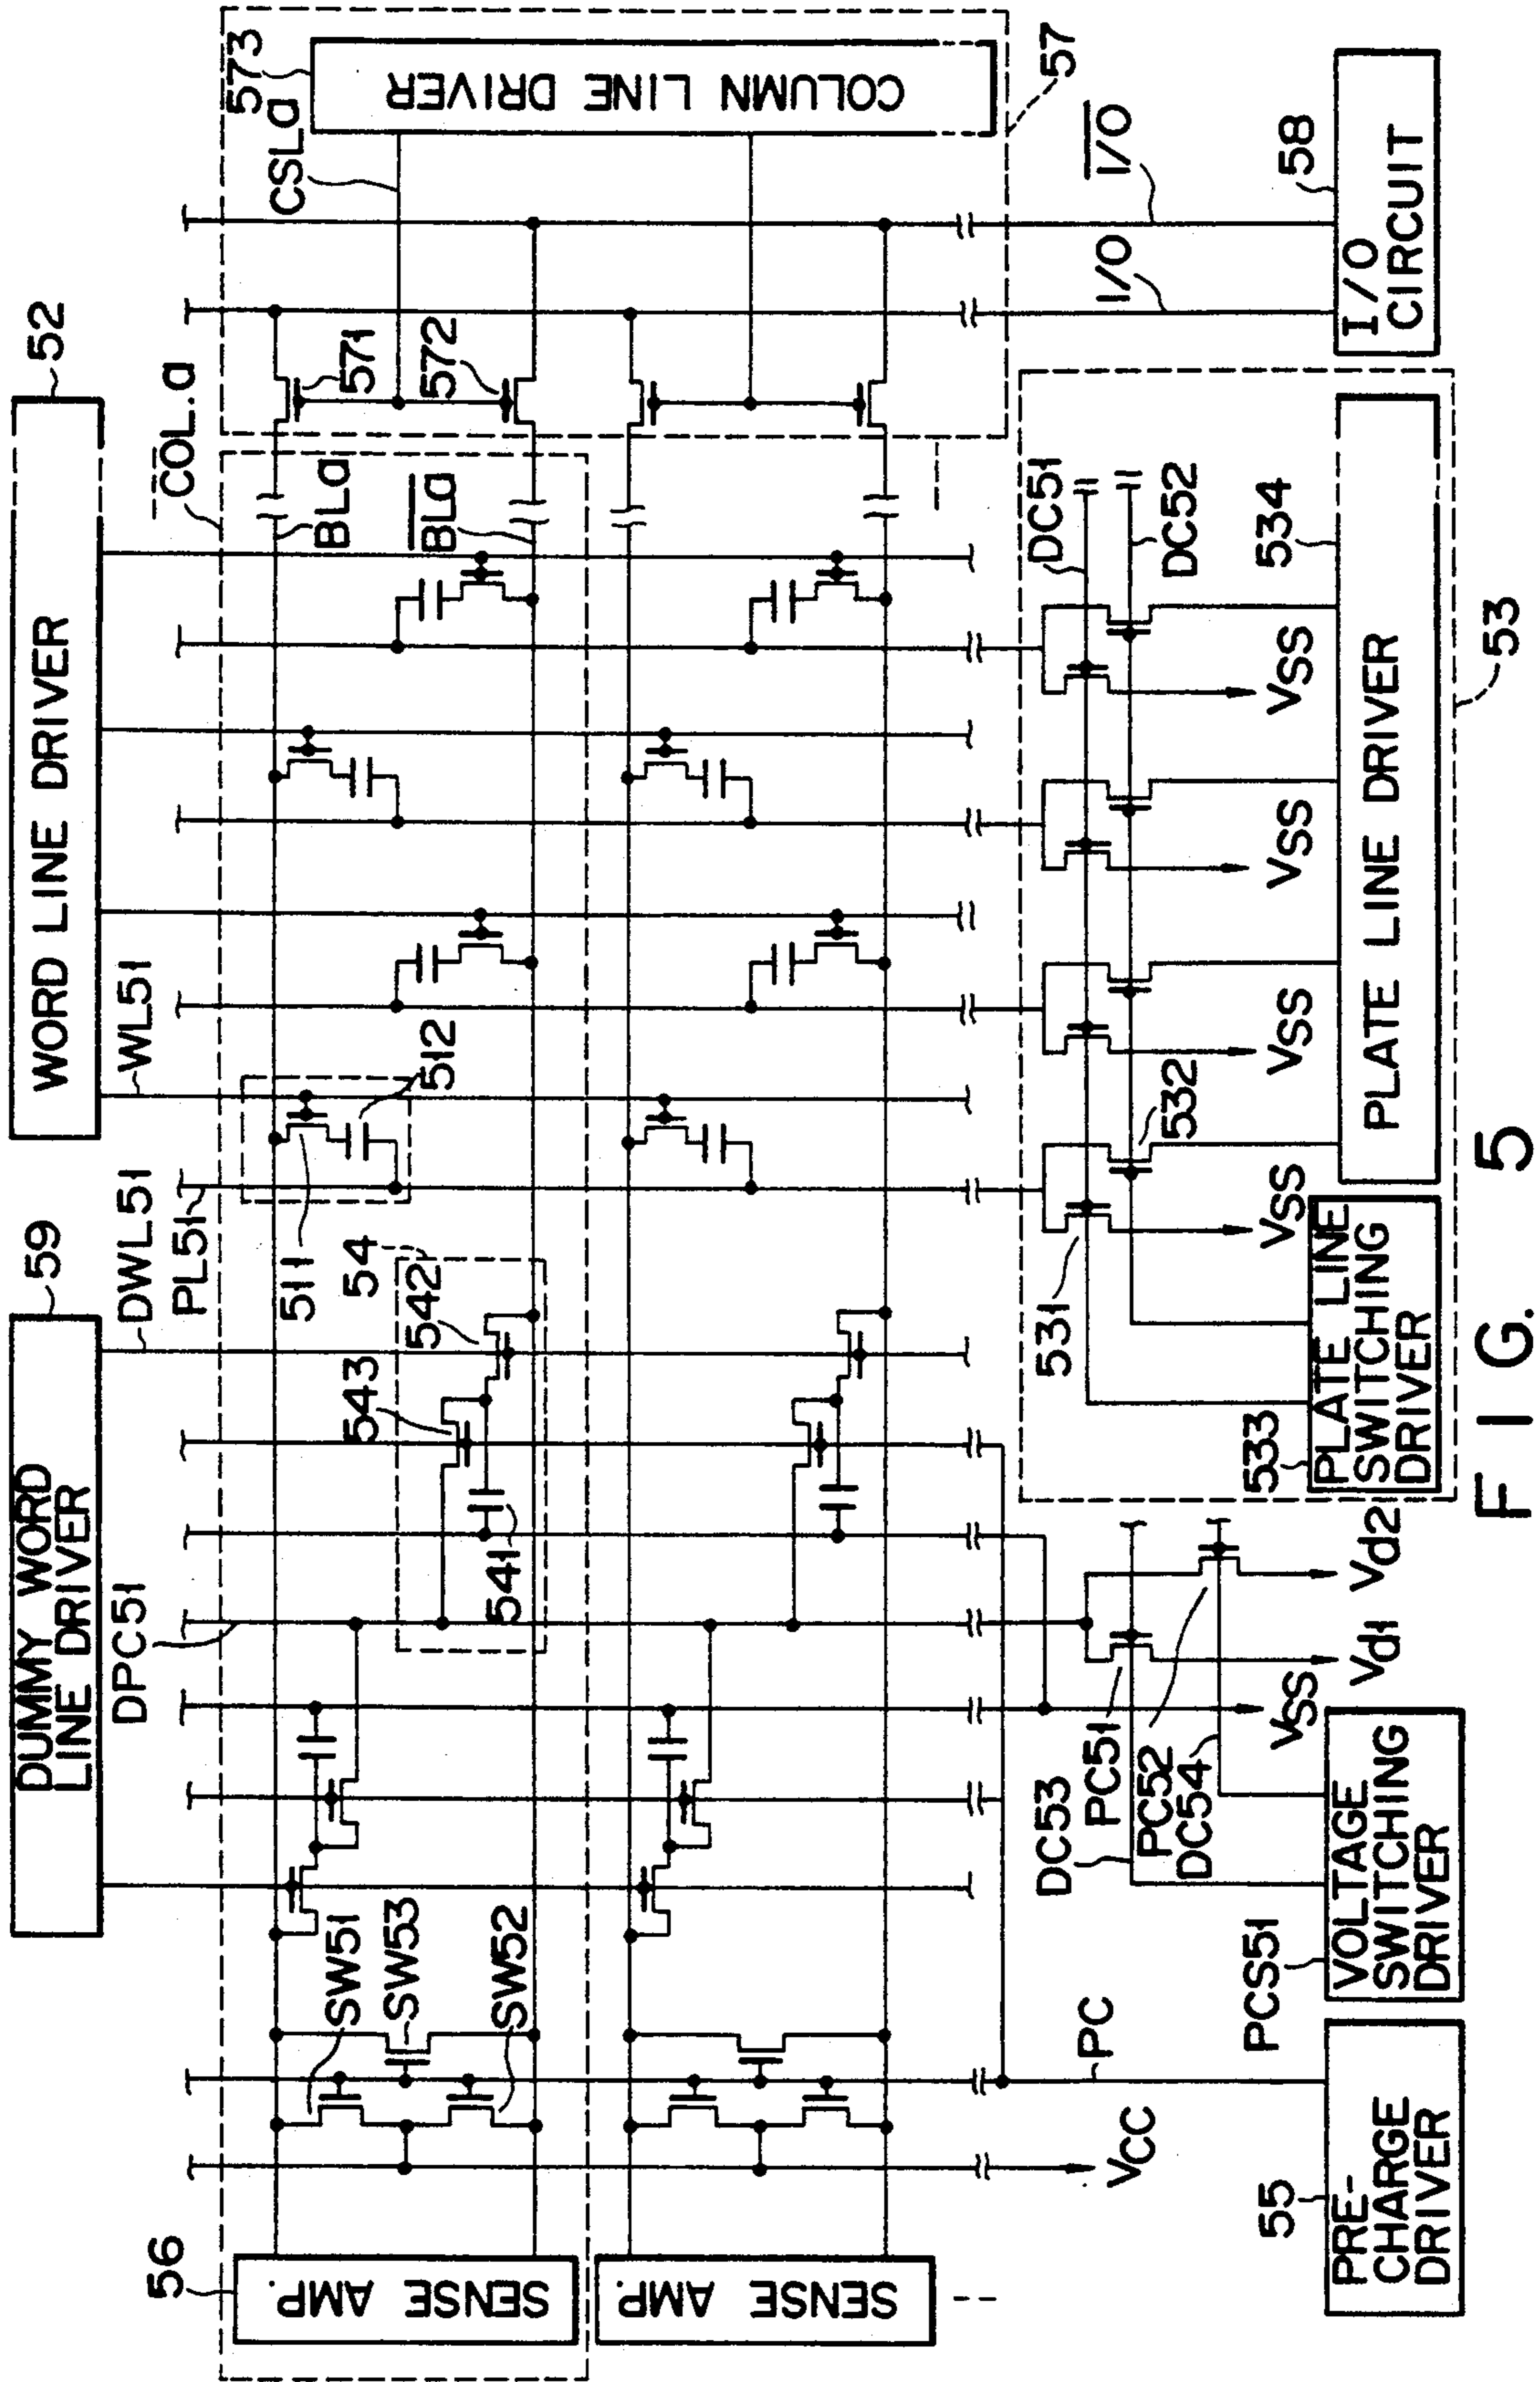 59
DUMMY WORD
LINE DRIVER
52
WORD LINE DRIVER
DPC51
DWL51
PL51
WL51
COL.a
56
SENSE AMP.
SENSE AMP.
SW51
SW53
SW52
541
543
542
54
511
512
BLa
B̅L̅a̅
571
572
CSLa
573
COLUMN LINE DRIVER
57
I/O
I̅/̅O̅
58
I/O
CIRCUIT
VCC
PC
55
PRE-
CHARGE
DRIVER
PCS51
VOLTAGE
SWITCHING
DRIVER
DC53
PC51
PC52
DC54
VSS
Vd1
Vd2
533
PLATE LINE
SWITCHING
DRIVER
531
532
VSS
VSS
VSS
VSS
DC51
DC52
534
PLATE LINE DRIVER
53
FIG. 5